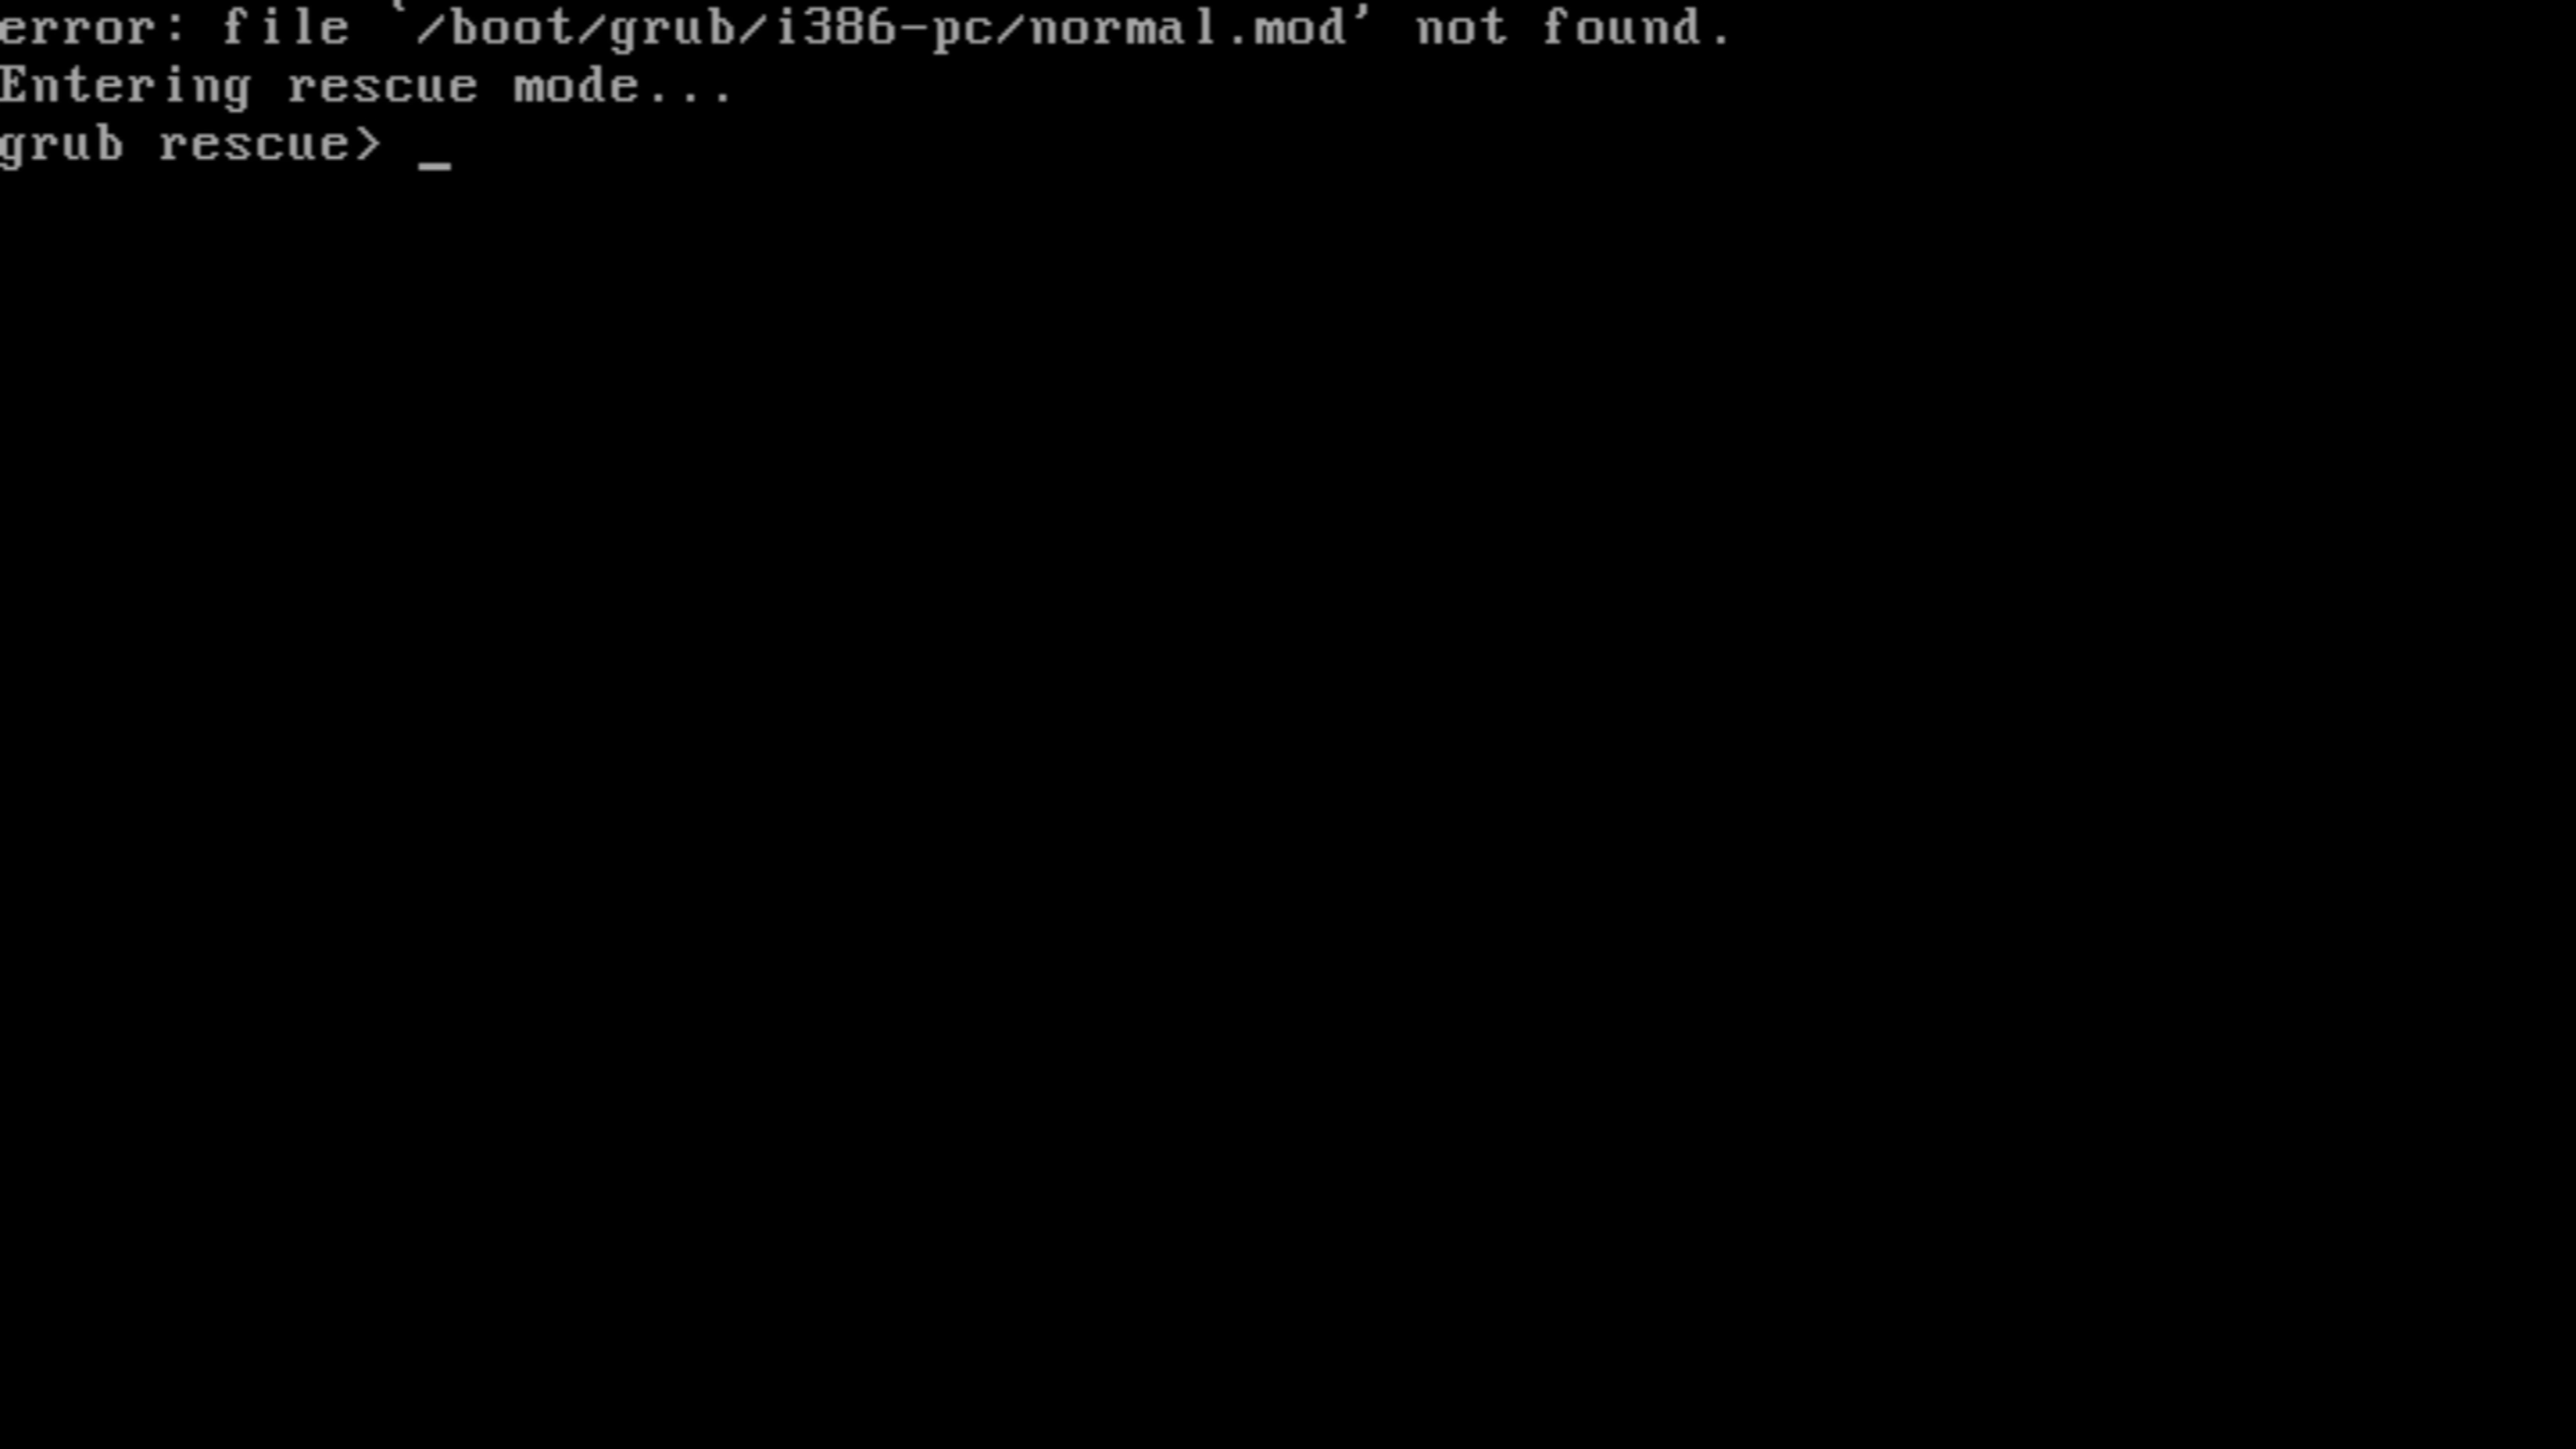 error: file `/boot/grub/i386-pc/normal.mod' not found.
Entering rescue mode...
grub rescue> _